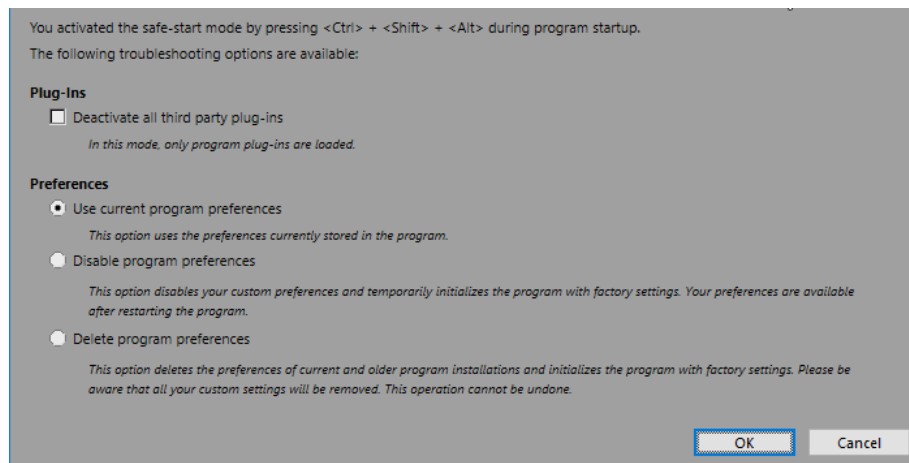 You activated the safe-start mode by pressing <Ctrl> + <Shift> + <Alt> during program startup.
The following troubleshooting options are available:
Plug-Ins
Deactivate all third party plug-ins
In this mode, only program plug-ins are loaded.
Preferences
Use current program preferences
This option uses the preferences currently stored in the program.
Disable program preferences
This option disables your custom preferences and temporarily initializes the program with factory settings. Your preferences are available
after restarting the program.
Delete program preferences
This option deletes the preferences of current and older program installations and initializes the program with factory settings. Please be
aware that all your custom settings will be removed. This operation cannot be undone.
OK Cancel